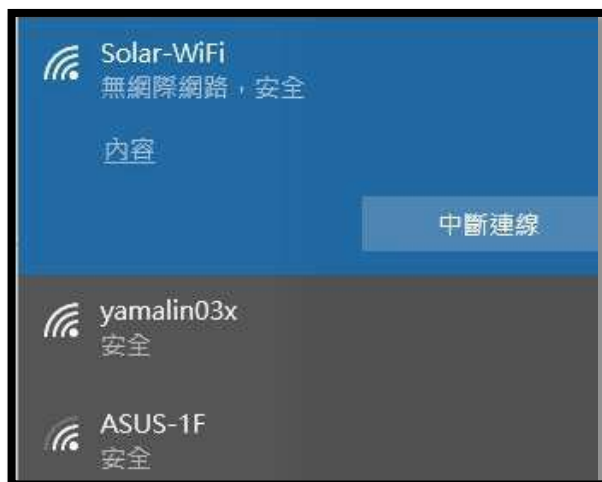 Solar-WiFi
無網際網路，安全
內容
中斷連線
yamalin03x
安全
ASUS-1F
安全